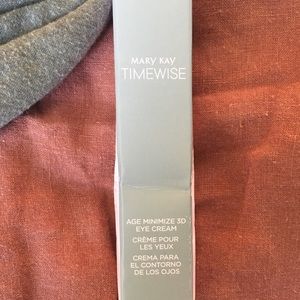 MARY KAY
TIMEWISE
AGE MINIMIZE 3D
EYE CREAM
CRÈME POUR
LES YEUX
CREMA PARA
EL CONTORNO
DE LOS OJOS